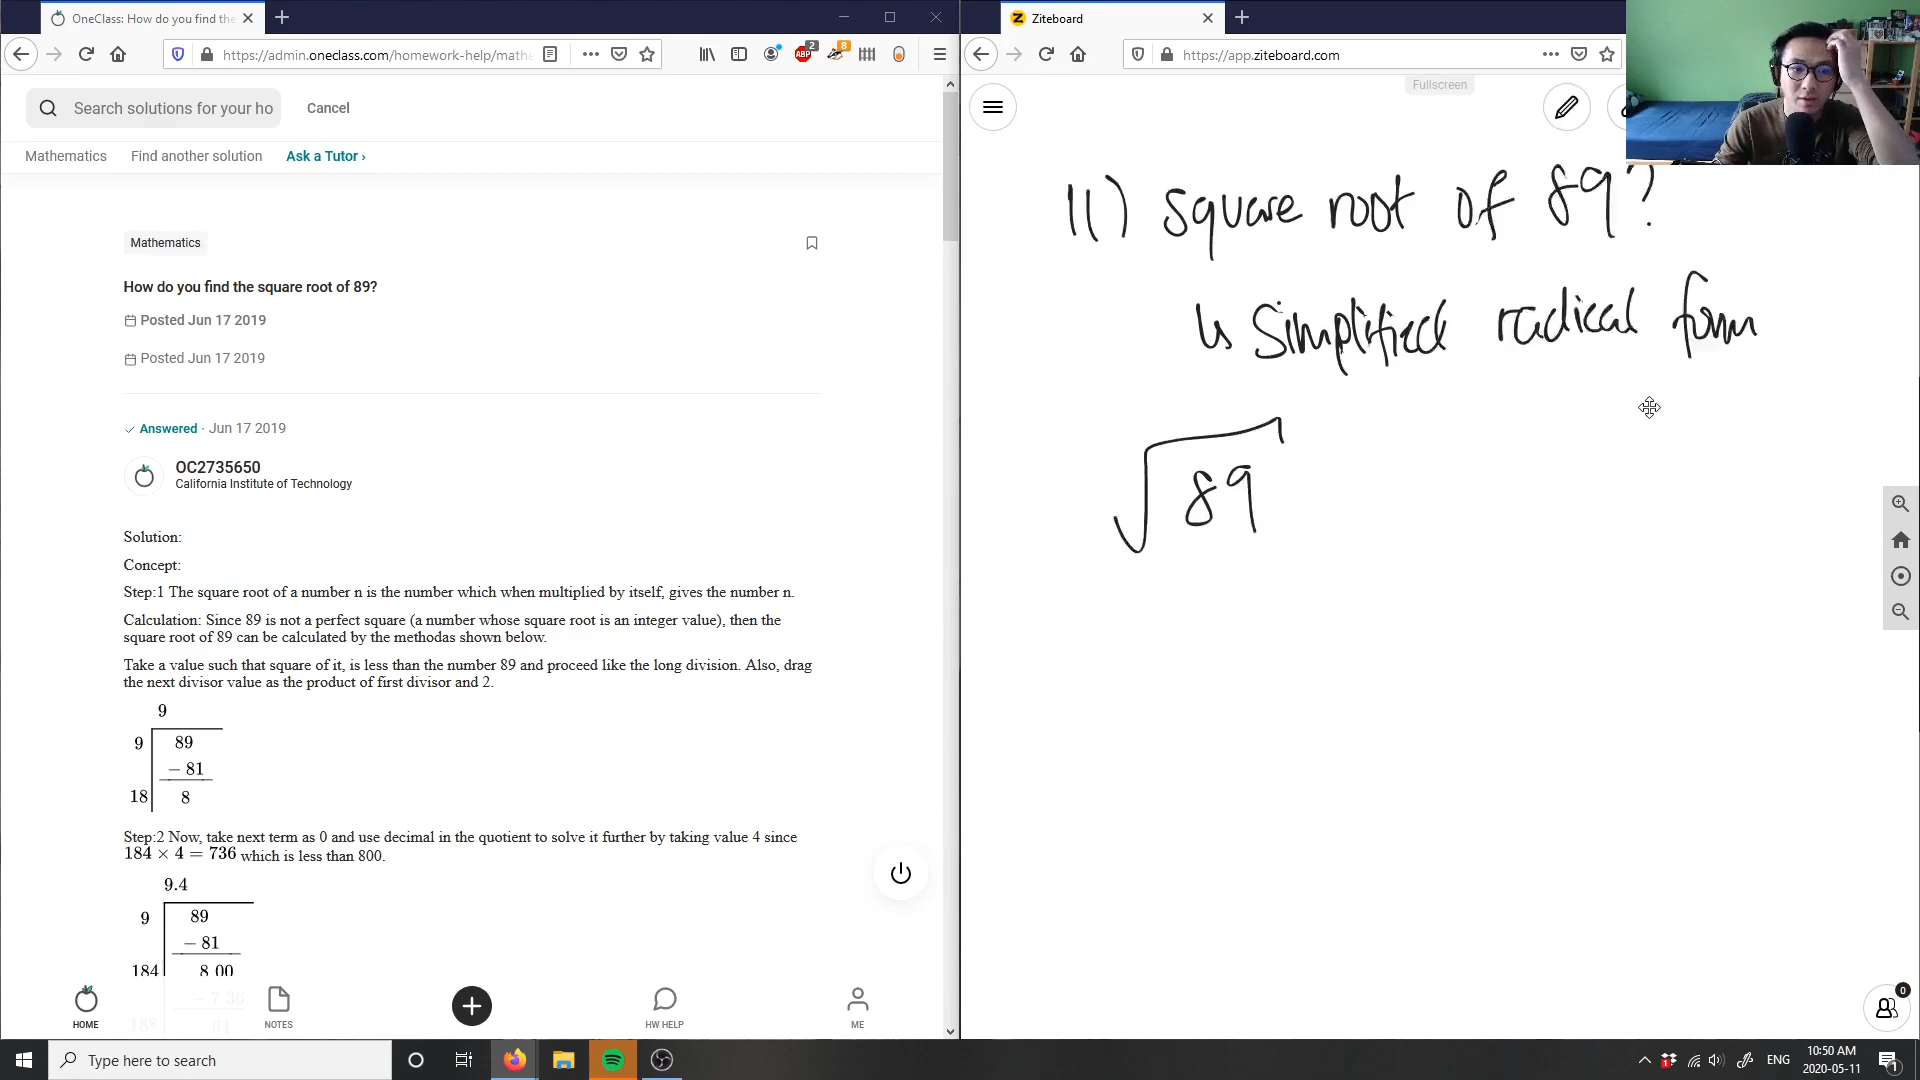 OneClass: How do you find the
Ziteboard
https://admin.oneclass.com/homework-help/mathe
2
8
https://app.ziteboard.com
Search solutions for your ho
Cancel
Fullscreen
Mathematics
Find another solution
Ask a Tutor ›
Mathematics
How do you find the square root of 89?
Posted Jun 17 2019
Posted Jun 17 2019
Answered · Jun 17 2019
OC2735650
California Institute of Technology
Solution:
Concept:
Step:1 The square root of a number n is the number which when multiplied by itself, gives the number n.
Calculation: Since 89 is not a perfect square (a number whose square root is an integer value), then the
square root of 89 can be calculated by the methodas shown below.
Take a value such that square of it, is less than the number 89 and proceed like the long division. Also, drag
the next divisor value as the product of first divisor and 2.
9
9 89
− 81
18 8
Step:2 Now, take next term as 0 and use decimal in the quotient to solve it further by taking value 4 since
184 × 4 = 736 which is less than 800.
9.4
9 89
− 81
184 8 00
− 7 36
188 64
HOME
NOTES
HW HELP
ME
11) square root of 89?
↳ Simplified radical form
√89
0
Type here to search
1
ENG
10:50 AM
2020-05-11
1